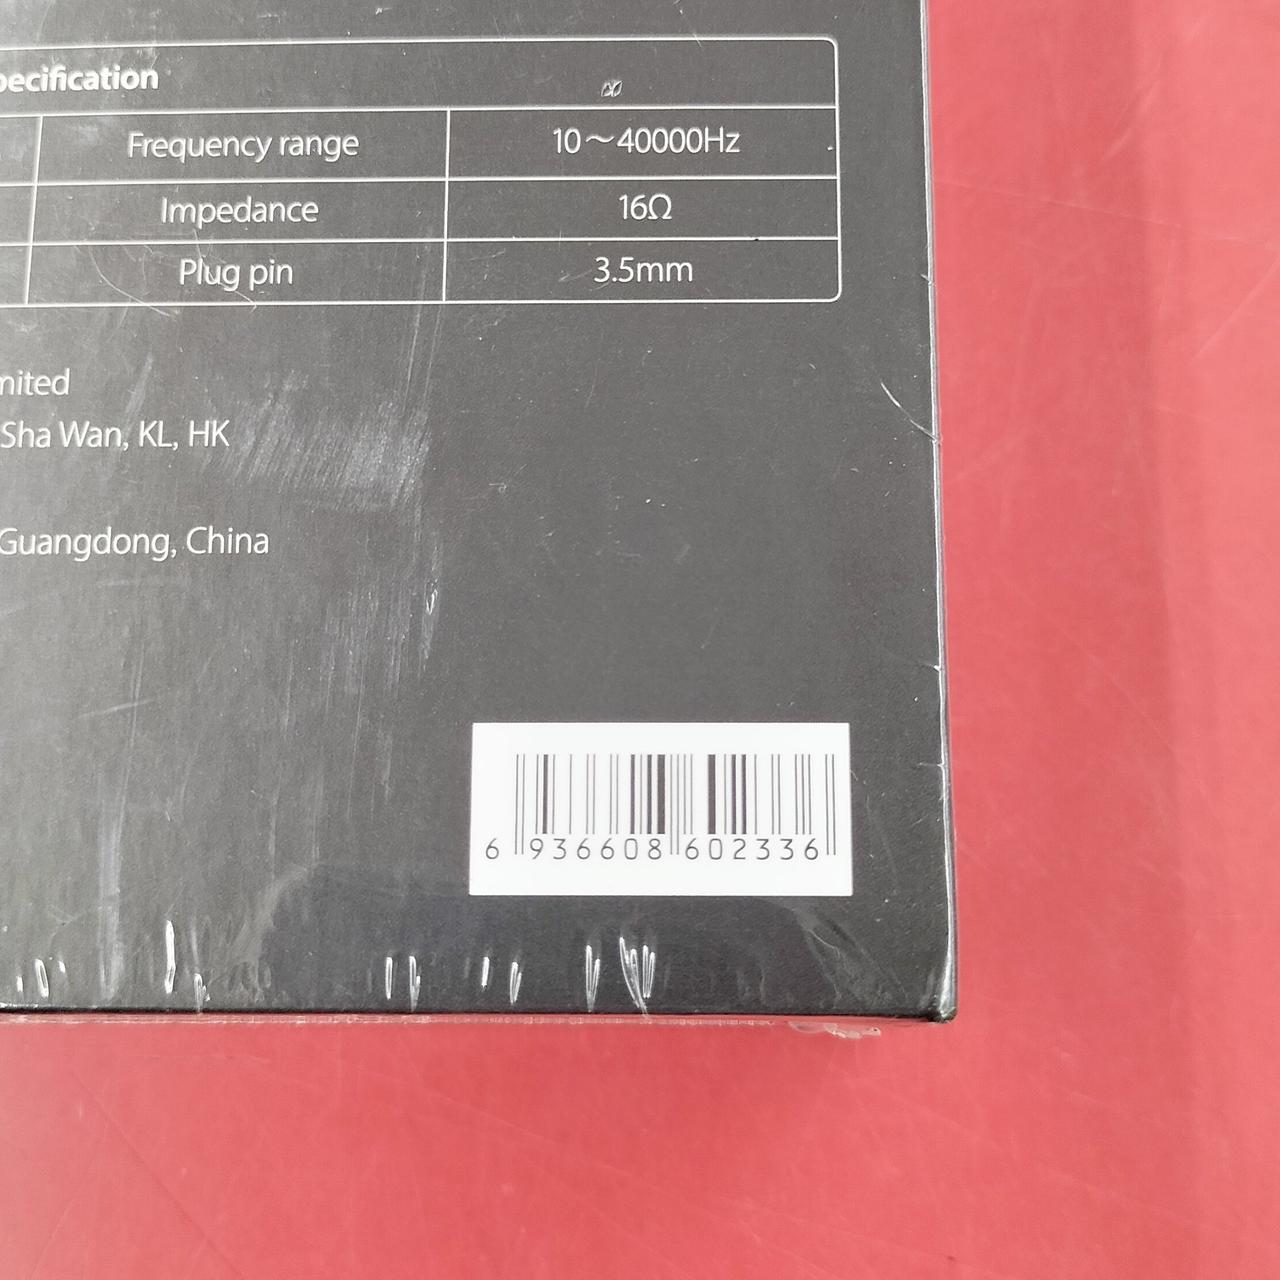 pecification
Frequency range 10～40000Hz
Impedance 16Ω
Plug pin 3.5mm
mited
Sha Wan, KL, HK
Guangdong, China
6 936608 602336